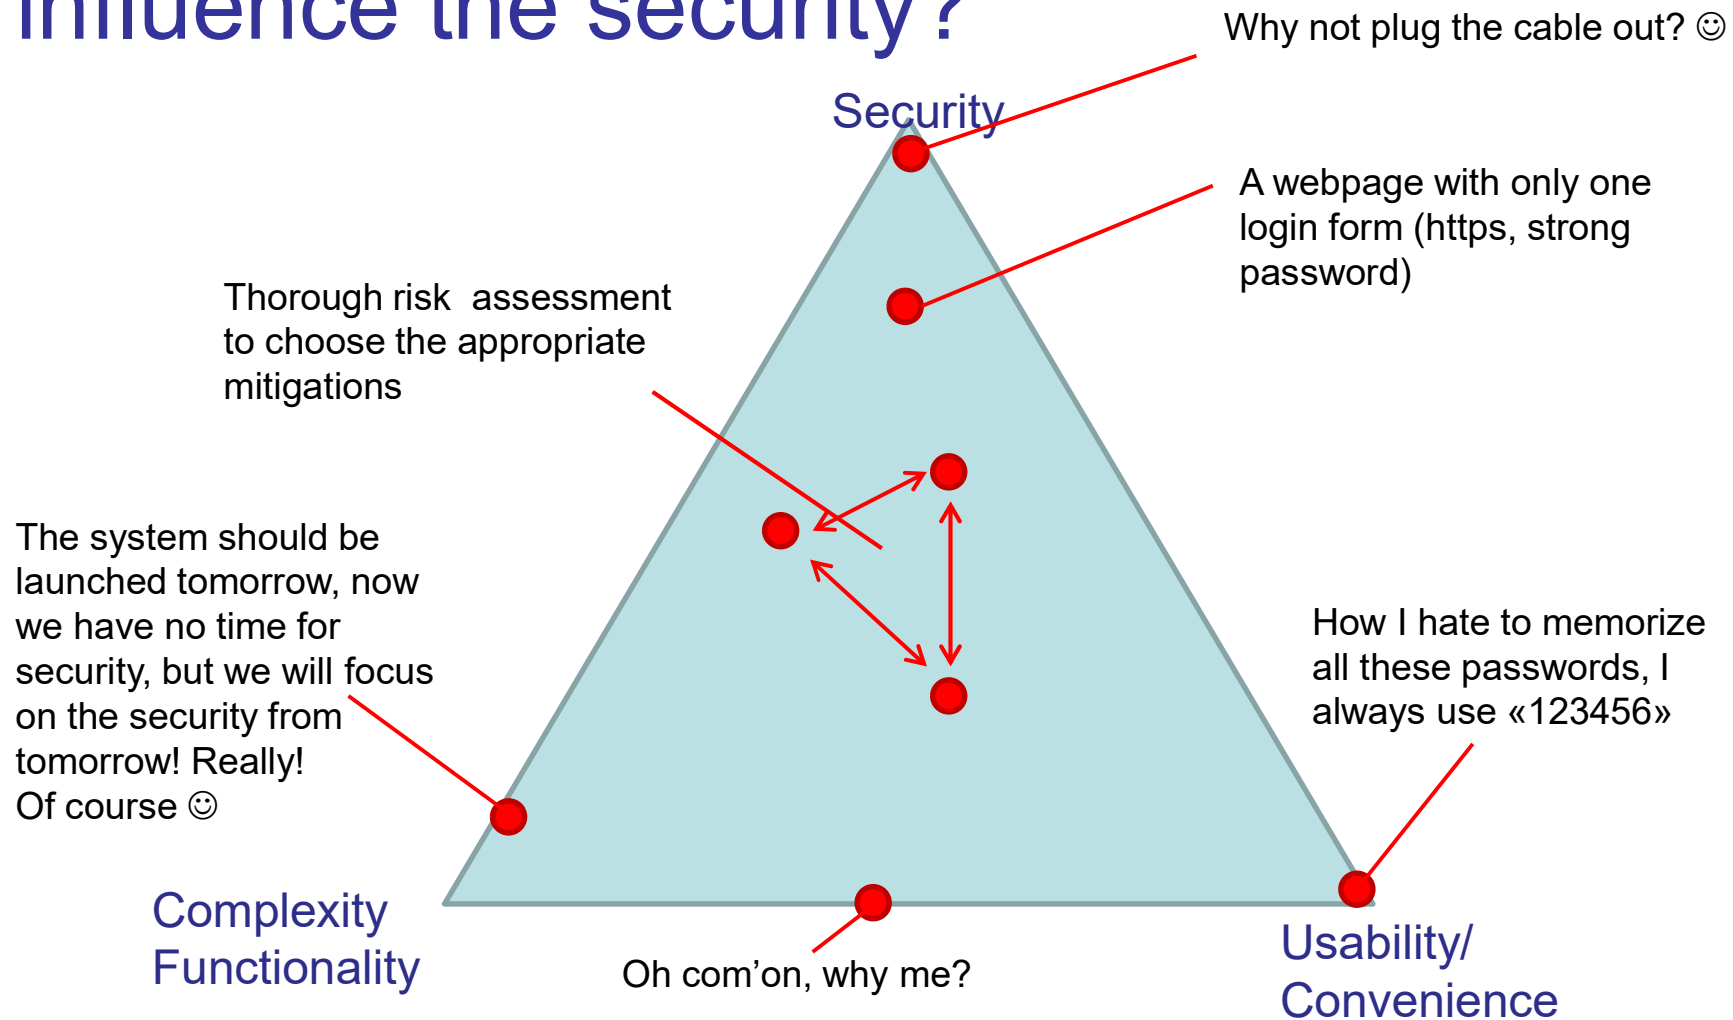 influence the security?
Why not plug the cable out? ☺
Security
A webpage with only one
login form (https, strong
password)
Thorough risk assessment
to choose the appropriate
mitigations
The system should be
launched tomorrow, now
we have no time for
security, but we will focus
on the security from
tomorrow! Really!
Of course ☺
How I hate to memorize
all these passwords, I
always use «123456»
Complexity
Functionality
Oh com’on, why me?
Usability/
Convenience